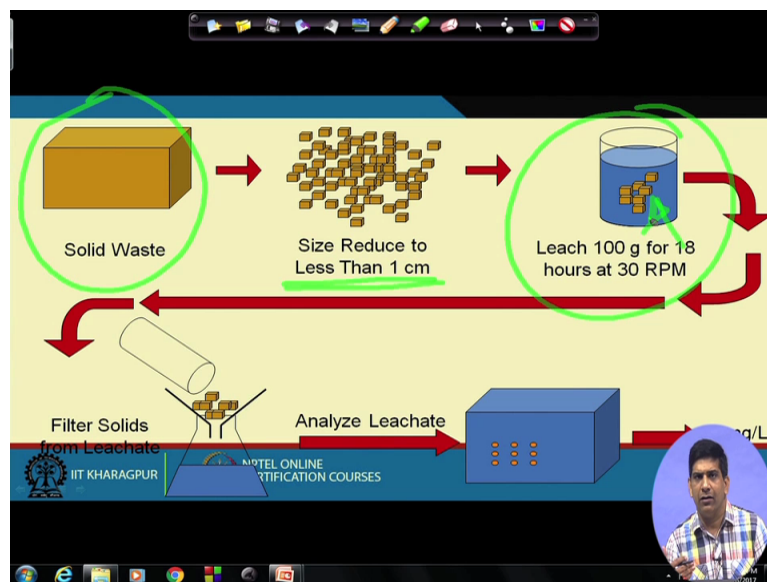 Solid Waste
Size Reduce to
Less Than 1 cm
Leach 100 g for 18
hours at 30 RPM
Filter Solids
from Leachate
Analyze Leachate
mg/L
IIT KHARAGPUR
NPTEL ONLINE
CERTIFICATION COURSES